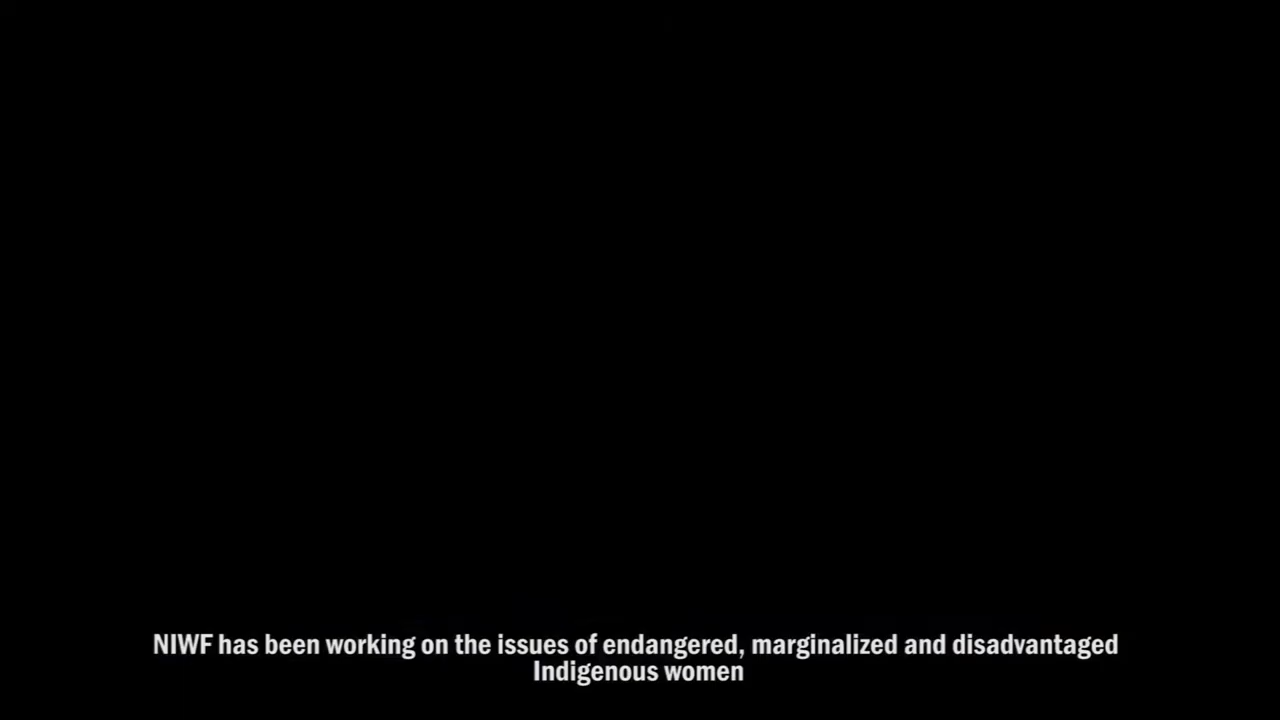 NIWF has been working on the issues of endangered, marginalized and disadvantaged
Indigenous women